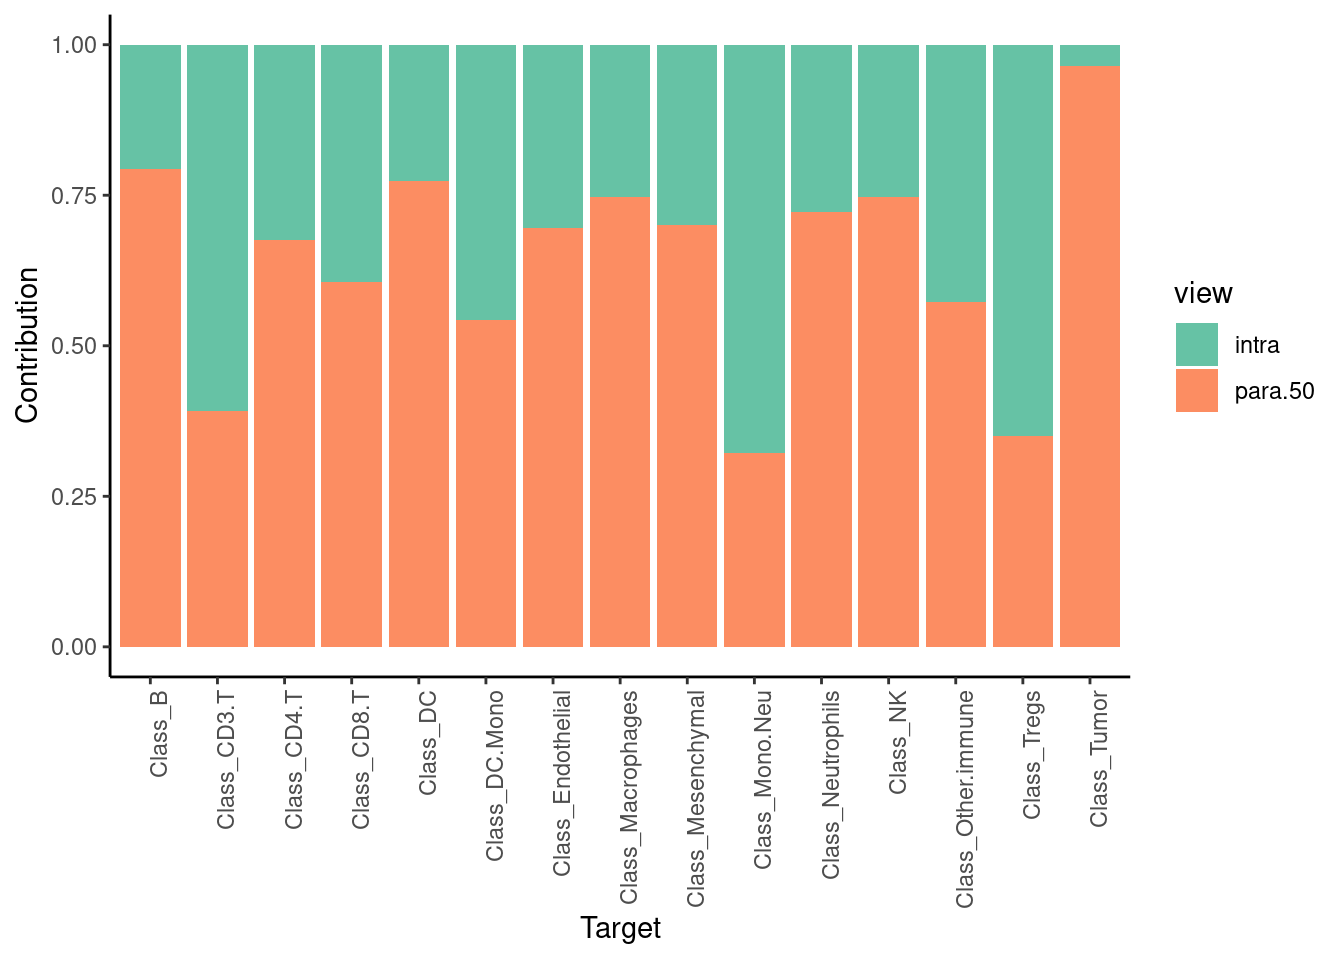 1.00
0.75
0.50
0.25
0.00
Contribution
Class_B
Class_CD3.T
Class_CD4.T
Class_CD8.T
Class_DC
Class_DC.Mono
Class_Endothelial
Class_Macrophages
Class_Mesenchymal
Class_Mono.Neu
Class_Neutrophils
Class_NK
Class_Other.immune
Class_Tregs
Class_Tumor
Target
view
intra
para.50